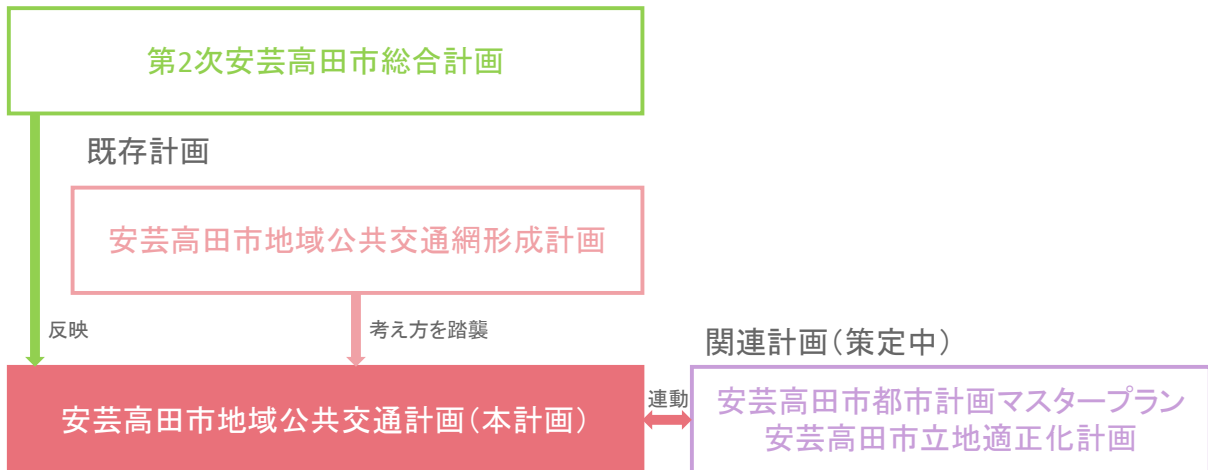 第2次安芸高田市総合計画
既存計画
安芸高田市地域公共交通網形成計画
反映
考え方を踏襲
関連計画（策定中）
安芸高田市地域公共交通計画（本計画）
連動
安芸高田市都市計画マスタープラン
安芸高田市立地適正化計画